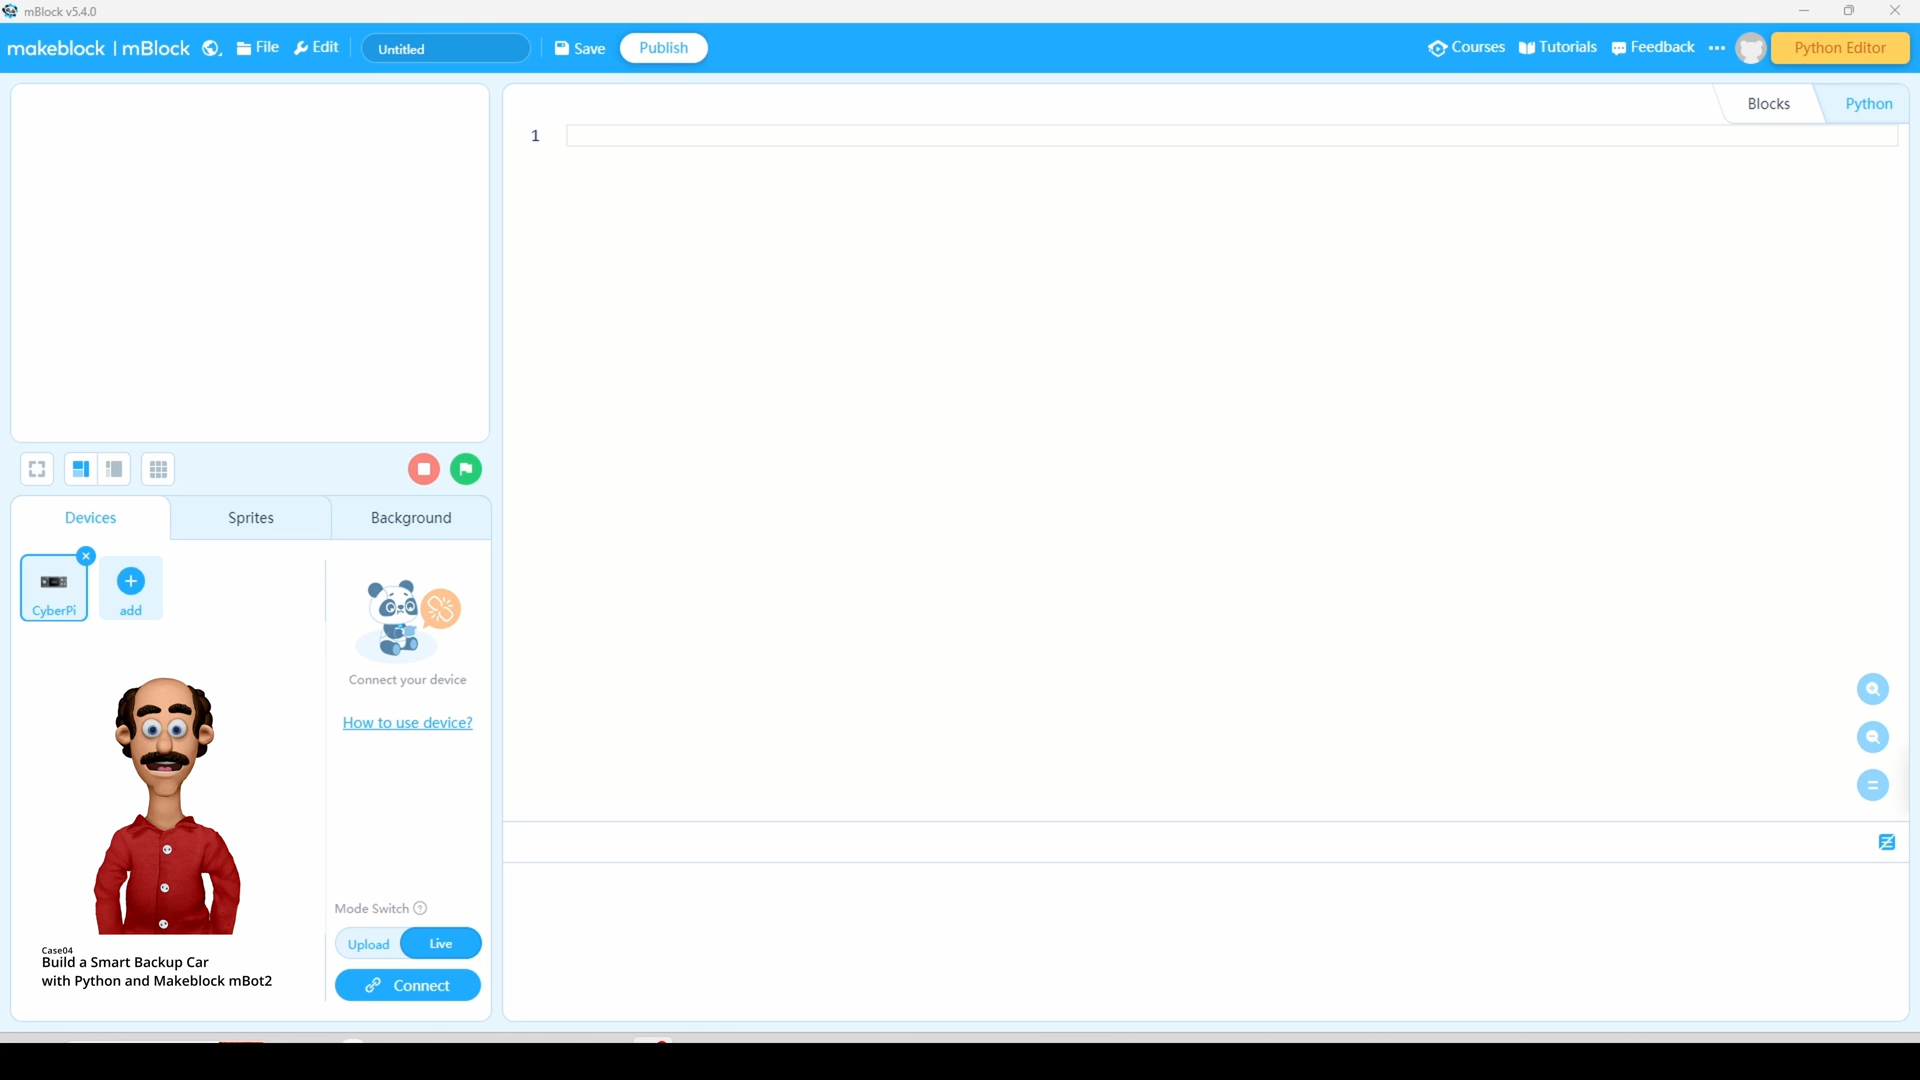 mBlock v5.4.0
makeblock | mBlock
File
Edit
Untitled
Save
Publish
Courses
Tutorials
Feedback
Python Editor
Blocks
Python
1
Devices
Sprites
Background
CyberPi
add
Connect your device
How to use device?
Mode Switch
Upload
Live
Connect
Case04
Build a Smart Backup Car
with Python and Makeblock mBot2